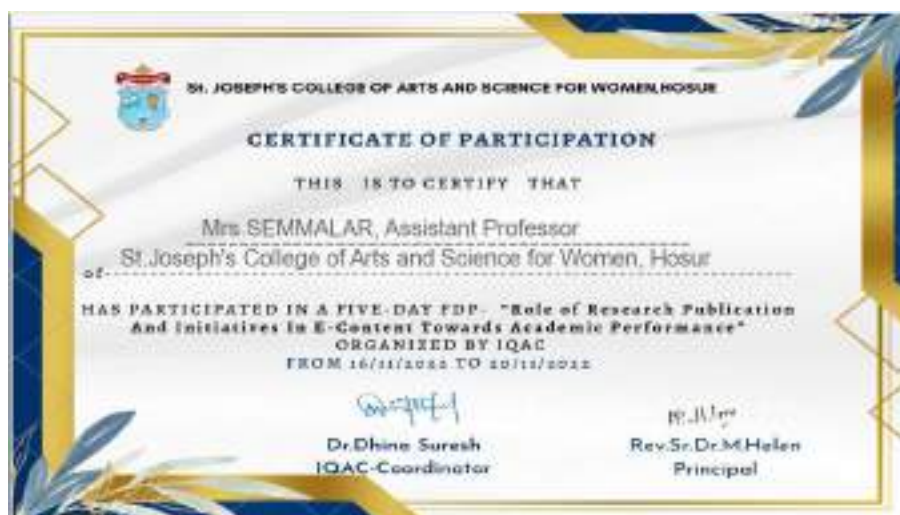 St. JOSEPH'S COLLEGE OF ARTS AND SCIENCE FOR WOMEN,HOSUR
CERTIFICATE OF PARTICIPATION
THIS IS TO CERTIFY THAT
Mrs SEMMALAR, Assistant Professor
of St.Joseph's College of Arts and Science for Women, Hosur
HAS PARTICIPATED IN A FIVE-DAY FDP- "Role of Research Publication
And Initiatives In E-Content Towards Academic Performance"
ORGANIZED BY IQAC
FROM 16/11/2022 TO 20/11/2022
Dr.Dhina Suresh
IQAC-Coordinator
Rev.Sr.Dr.M.Helen
Principal